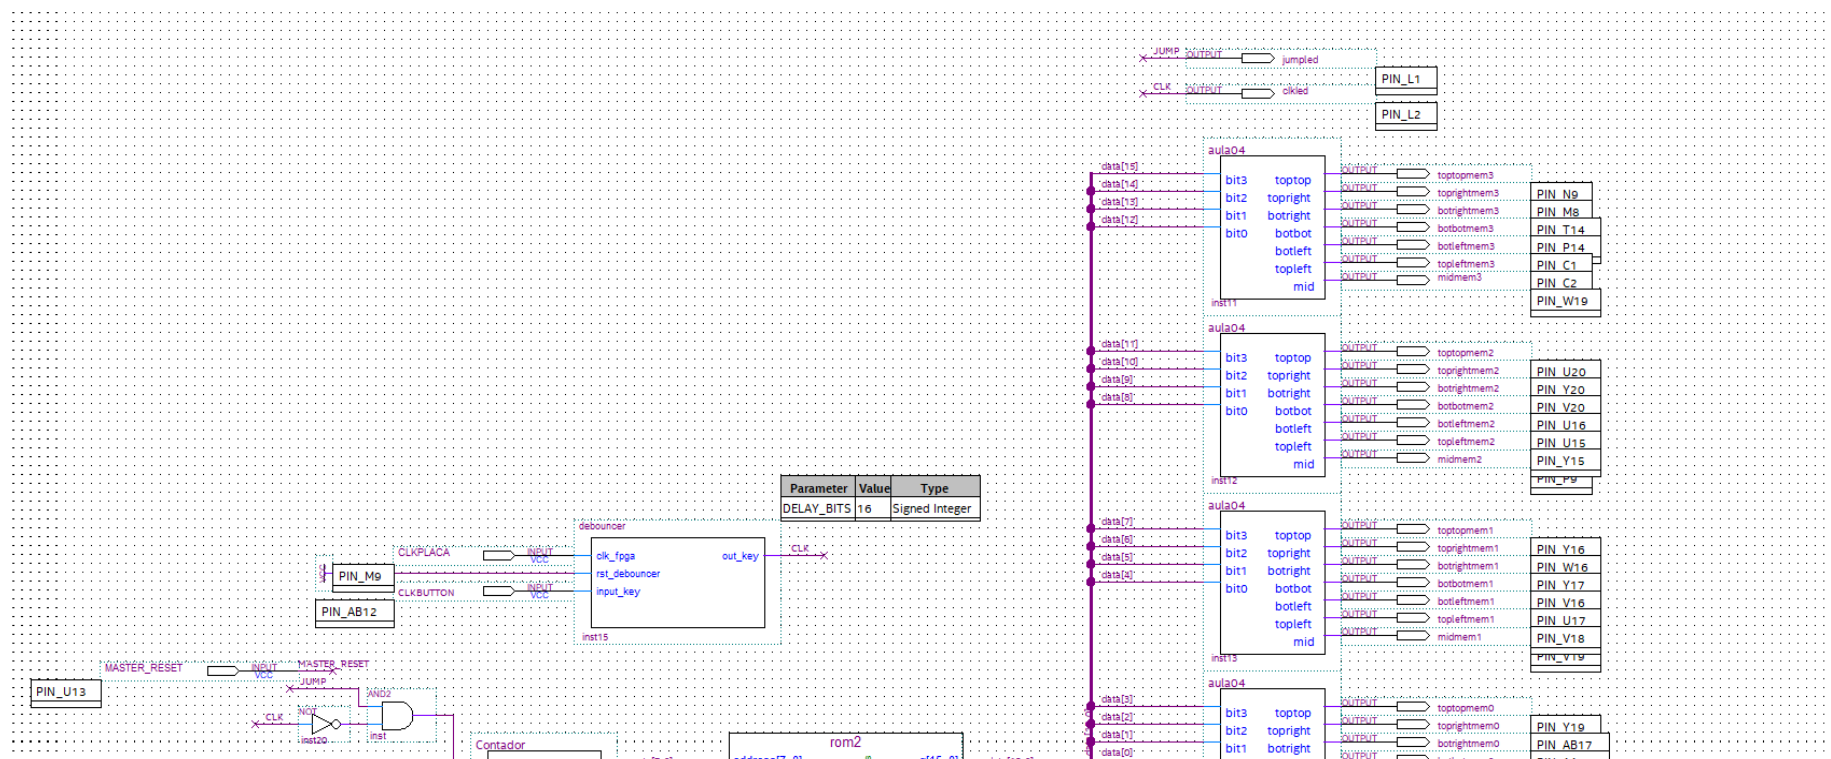 JUMP OUTPUT jumpled
PIN_L1
CLK OUTPUT clkled
PIN_L2
aula04
data[15] bit3 toptop OUTPUT toptopmem3
data[14] bit2 topright OUTPUT toprightmem3 PIN_N9
data[13] bit1 botright OUTPUT botrightmem3 PIN_M8
data[12] bit0 botbot OUTPUT botbotmem3 PIN_T14
botleft OUTPUT botleftmem3 PIN_P14
topleft OUTPUT topleftmem3 PIN_C1
mid OUTPUT midmem3 PIN_C2
PIN_W19
inst11
aula04
data[11] bit3 toptop OUTPUT toptopmem2
data[10] bit2 topright OUTPUT toprightmem2 PIN_U20
data[9] bit1 botright OUTPUT botrightmem2 PIN_Y20
data[8] bit0 botbot OUTPUT botbotmem2 PIN_V20
botleft OUTPUT botleftmem2 PIN_U16
topleft OUTPUT topleftmem2 PIN_U15
mid OUTPUT midmem2 PIN_Y15
PIN_P9
inst12
Parameter Value Type
DELAY_BITS 16 Signed Integer
aula04
data[7] bit3 toptop OUTPUT toptopmem1
data[6] bit2 topright OUTPUT toprightmem1 PIN_Y16
data[5] bit1 botright OUTPUT botrightmem1 PIN_W16
data[4] bit0 botbot OUTPUT botbotmem1 PIN_Y17
botleft OUTPUT botleftmem1 PIN_V16
topleft OUTPUT topleftmem1 PIN_U17
mid OUTPUT midmem1 PIN_V18
PIN_V19
inst13
debouncer
CLKPLACA INPUT VCC clk_fpga out_key CLK
PIN_M9 rst_debouncer
CLKBUTTON INPUT VCC input_key
PIN_AB12
inst15
MASTER_RESET INPUT VCC MASTER_RESET
PIN_U13
JUMP
AND2
CLK NOT
inst20 inst
Contador
rom2
address[7..0] q[15..0]
aula04
data[3] bit3 toptop OUTPUT toptopmem0
data[2] bit2 topright OUTPUT toprightmem0 PIN_Y19
data[1] bit1 botright OUTPUT botrightmem0 PIN_AB17
data[0]